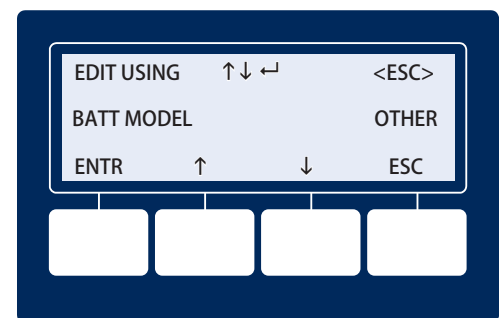 EDIT USING ↑↓ ↵ <ESC>
BATT MODEL OTHER
ENTR ↑ ↓ ESC